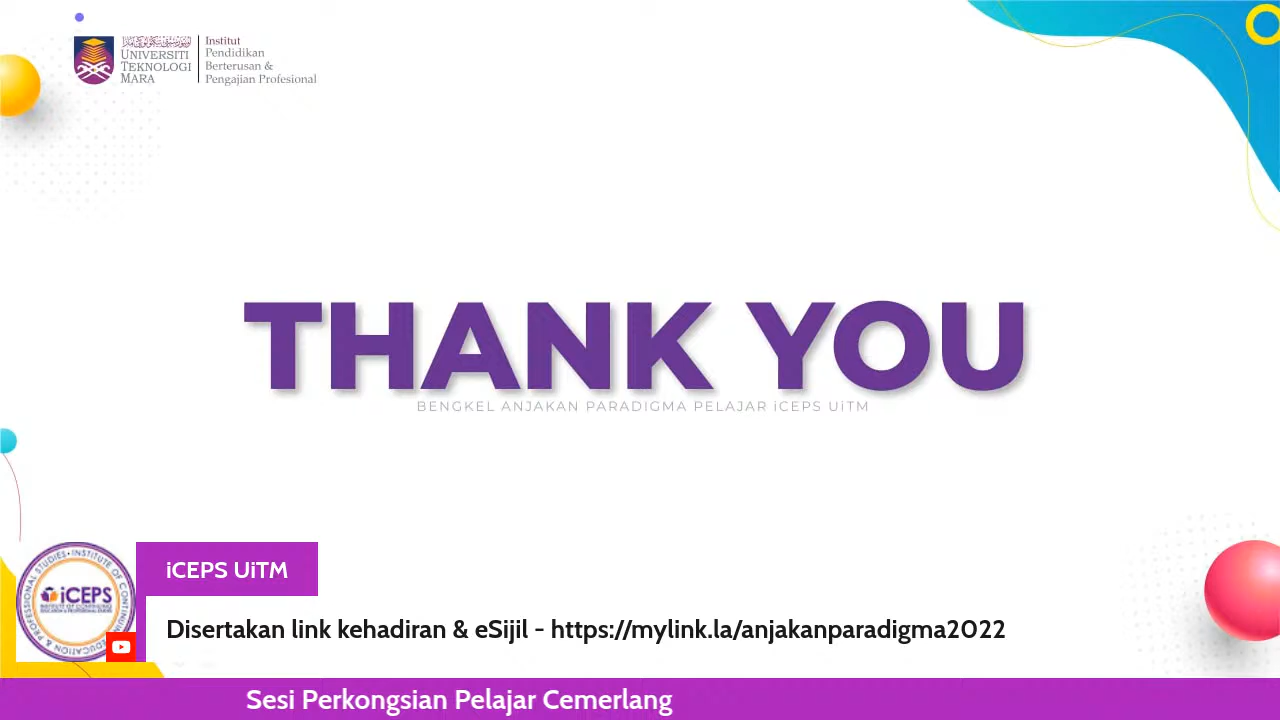 UNIVERSITI
TEKNOLOGI
MARA
Institut
Pendidikan
Berterusan &
Pengajian Profesional
THANK YOU
BENGKEL ANJAKAN PARADIGMA PELAJAR iCEPS UiTM
iCEPS
iCEPS UiTM
Disertakan link kehadiran & eSijil - https://mylink.la/anjakanparadigma2022
Sesi Perkongsian Pelajar Cemerlang